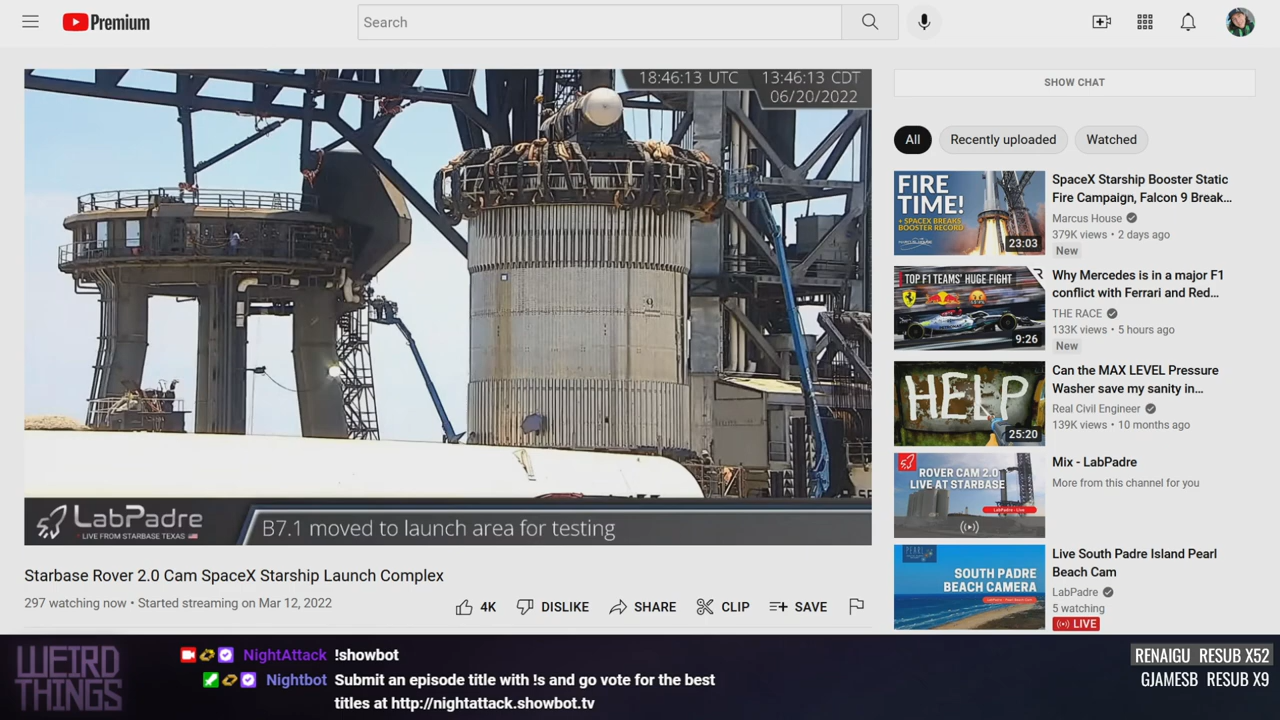 Premium
Search
18:46:13 UTC 13:46:13 CDT
06/20/2022
LabPadre
LIVE FROM STARBASE TEXAS
B7.1 moved to launch area for testing
Starbase Rover 2.0 Cam SpaceX Starship Launch Complex
297 watching now • Started streaming on Mar 12, 2022
4K DISLIKE SHARE CLIP SAVE
SHOW CHAT
All Recently uploaded Watched
FIRE
TIME!
+ SPACEX BREAKS
BOOSTER RECORD
23:03
SpaceX Starship Booster Static
Fire Campaign, Falcon 9 Break...
Marcus House
379K views • 2 days ago
New
TOP F1 TEAMS' HUGE FIGHT
9:26
Why Mercedes is in a major F1
conflict with Ferrari and Red...
THE RACE
133K views • 5 hours ago
New
HELP
25:20
Can the MAX LEVEL Pressure
Washer save my sanity in...
Real Civil Engineer
139K views • 10 months ago
ROVER CAM 2.0
LIVE AT STARBASE
LabPadre - Live
Mix - LabPadre
More from this channel for you
PEARL
SOUTH PADRE
BEACH CAMERA
Live South Padre Island Pearl
Beach Cam
LabPadre
5 watching
LIVE
WEIRD
THINGS
NightAttack !showbot
Nightbot Submit an episode title with !s and go vote for the best
titles at http://nightattack.showbot.tv
RENAIGU RESUB X52
GJAMESB RESUB X9